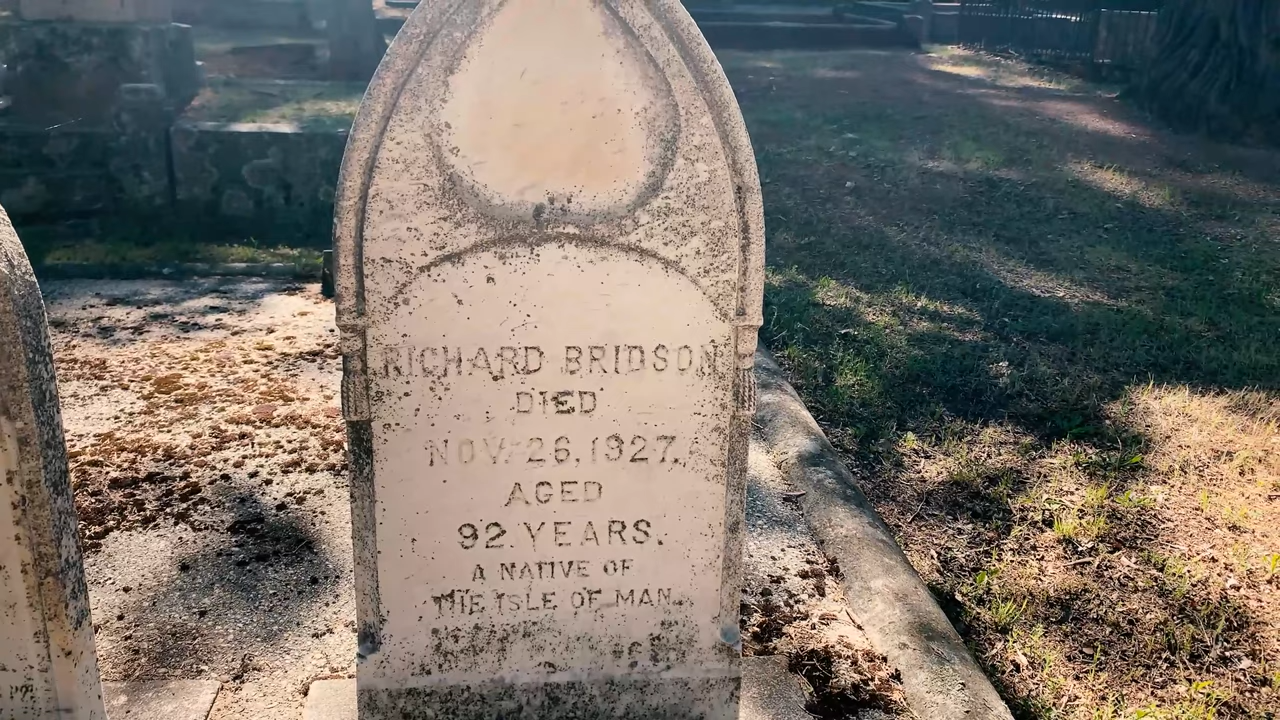 RICHARD BRIDSON
DIED
NOV. 26, 1927.
AGED
92 YEARS.
A NATIVE OF
THE ISLE OF MAN.